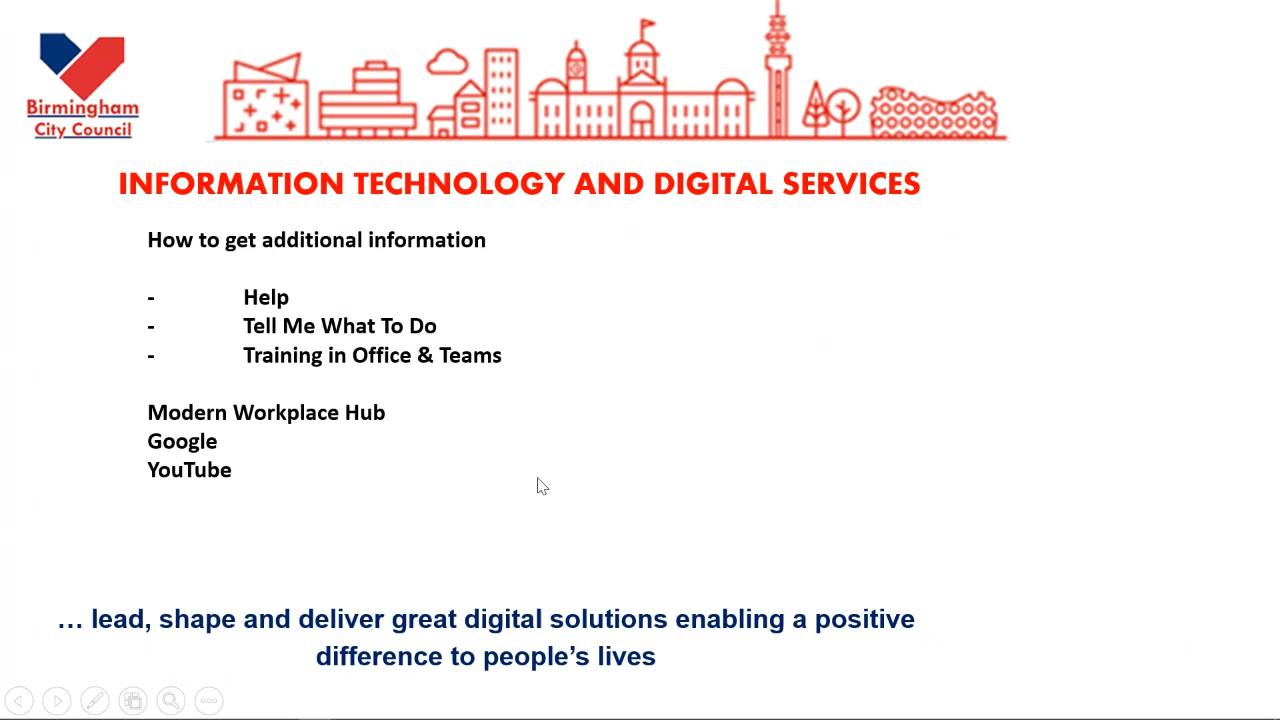 Birmingham
City Council
INFORMATION TECHNOLOGY AND DIGITAL SERVICES
How to get additional information
- Help
- Tell Me What To Do
- Training in Office & Teams
Modern Workplace Hub
Google
YouTube
… lead, shape and deliver great digital solutions enabling a positive
difference to people’s lives